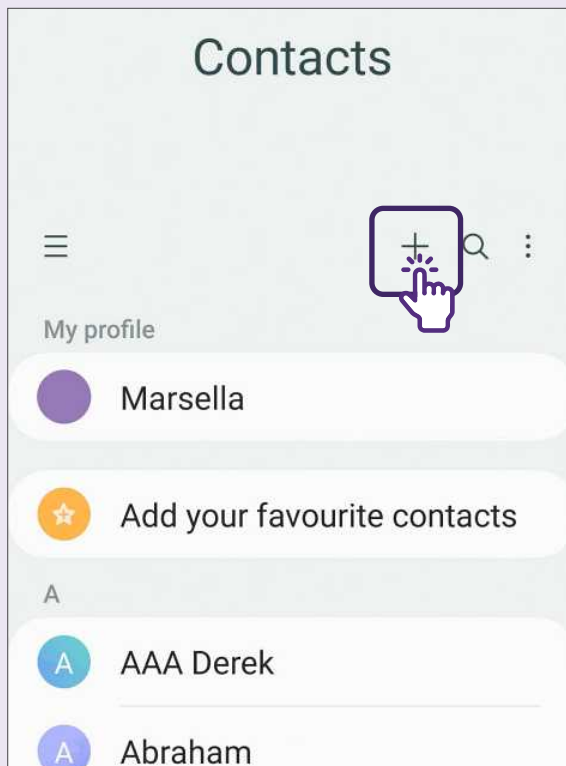 Contacts
My profile
Marsella
Add your favourite contacts
A
A AAA Derek
A Abraham